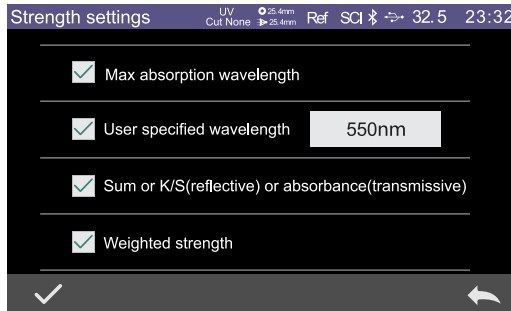 Strength settings UV Cut None 25.4mm 25.4mm Ref SCI 32.5 23:32
Max absorption wavelength
User specified wavelength 550nm
Sum or K/S(reflective) or absorbance(transmissive)
Weighted strength